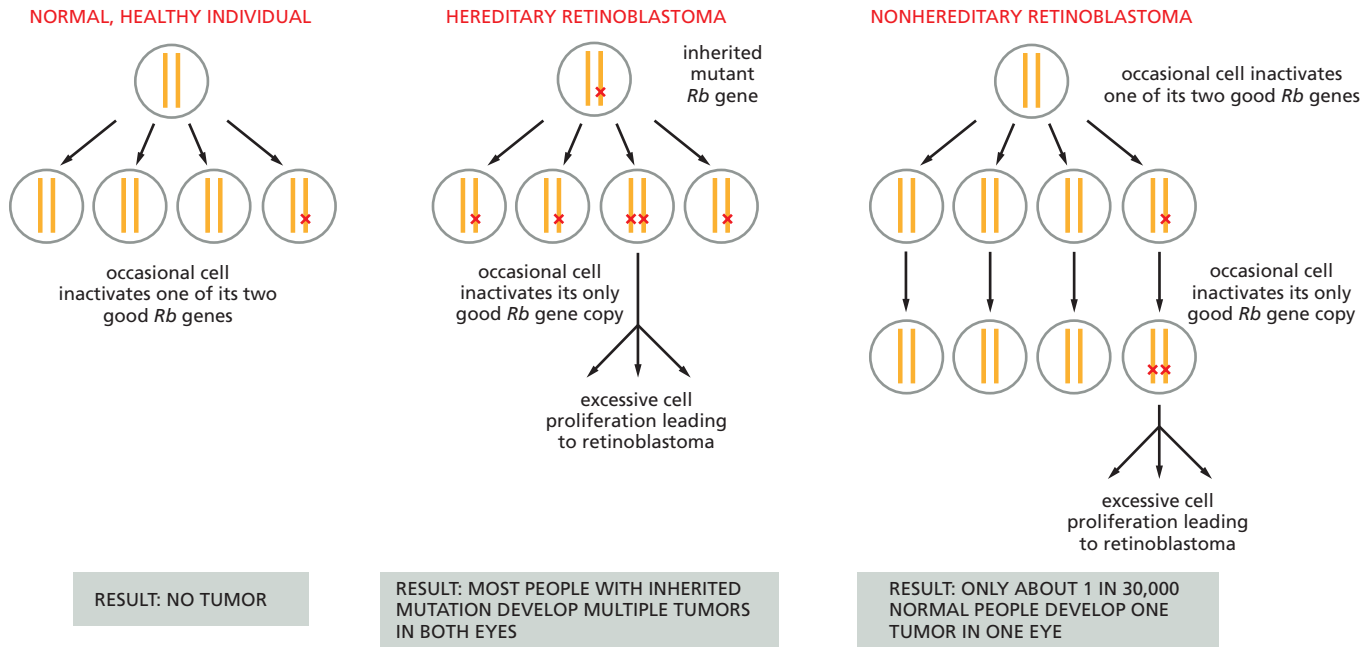 NORMAL, HEALTHY INDIVIDUAL
occasional cell
inactivates one of its two
good Rb genes
RESULT: NO TUMOR
HEREDITARY RETINOBLASTOMA
inherited
mutant
Rb gene
occasional cell
inactivates its only
good Rb gene copy
excessive cell
proliferation leading
to retinoblastoma
RESULT: MOST PEOPLE WITH INHERITED
MUTATION DEVELOP MULTIPLE TUMORS
IN BOTH EYES
NONHEREDITARY RETINOBLASTOMA
occasional cell inactivates
one of its two good Rb genes
occasional cell
inactivates its only
good Rb gene copy
excessive cell
proliferation leading
to retinoblastoma
RESULT: ONLY ABOUT 1 IN 30,000
NORMAL PEOPLE DEVELOP ONE
TUMOR IN ONE EYE